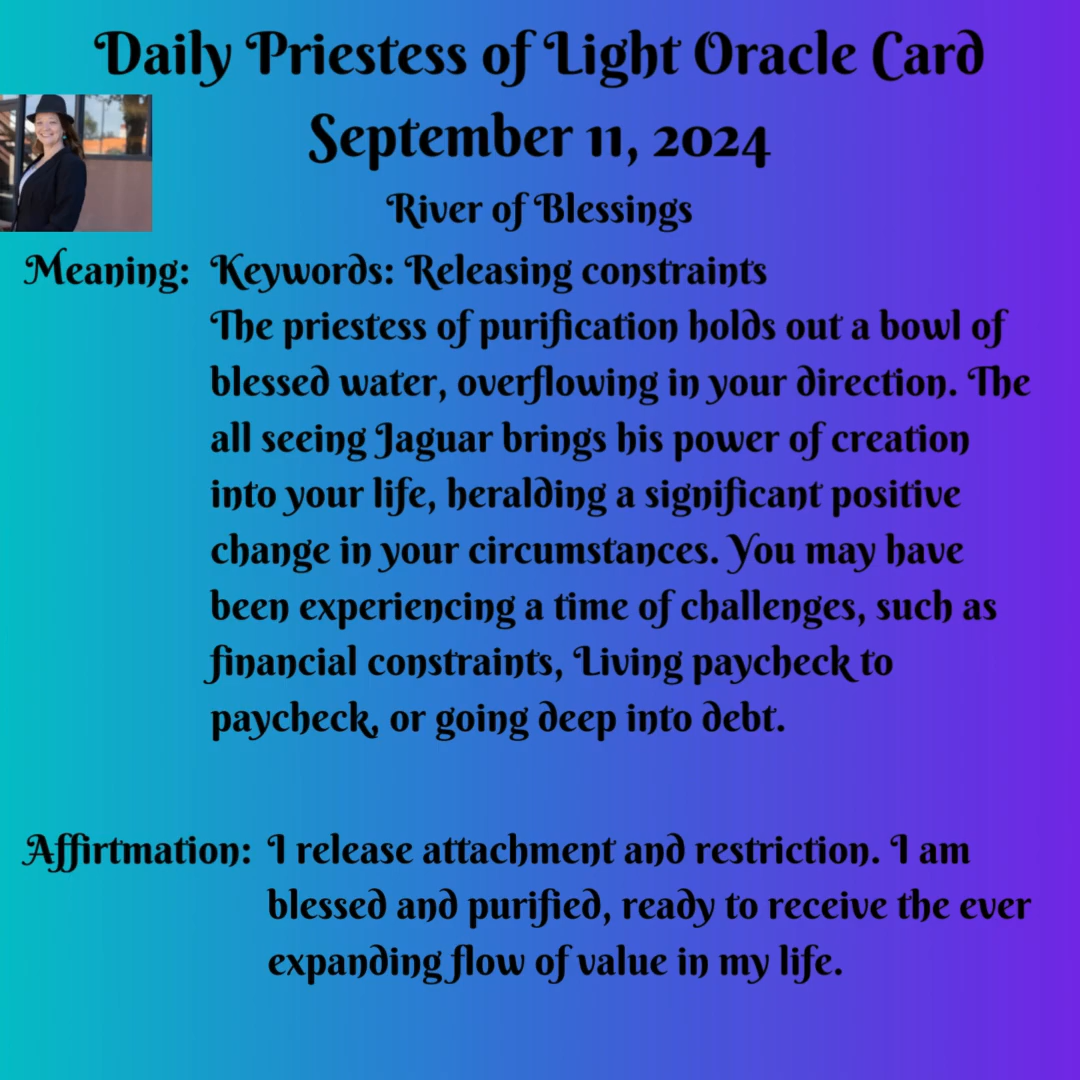 Daily Priestess of Light Oracle Card
September 11, 2024
River of Blessings
Meaning: Keywords: Releasing constraints
The priestess of purification holds out a bowl of
blessed water, overflowing in your direction. The
all seeing Jaguar brings his power of creation
into your life, heralding a significant positive
change in your circumstances. You may have
been experiencing a time of challenges, such as
financial constraints, Living paycheck to
paycheck, or going deep into debt.
Affirtmation: I release attachment and restriction. I am
blessed and purified, ready to receive the ever
expanding flow of value in my life.